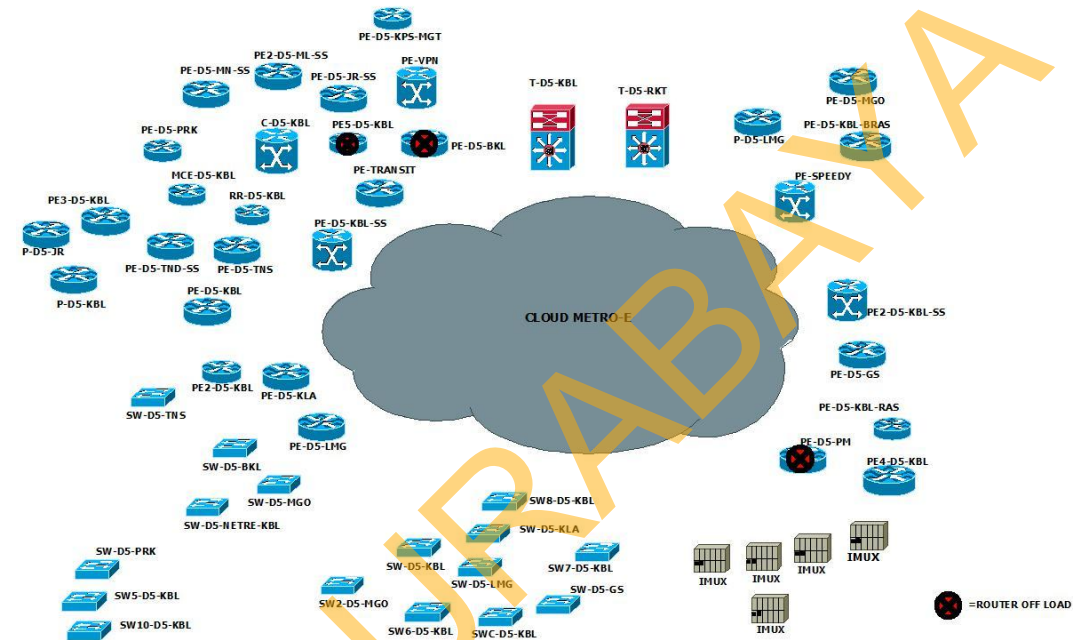 PE-D5-KPS-MGT
PE2-D5-ML-SS
PE-VPN
PE-D5-MN-SS
PE-D5-JR-SS
T-D5-KBL
T-D5-RKT
PE-D5-MGO
C-D5-KBL
PE5-D5-KBL
PE-D5-KBL-BRAS
PE-D5-PRK
PE-D5-BKL
P-D5-LMG
PE-TRANSIT
MCE-D5-KBL
PE-SPEEDY
RR-D5-KBL
PE3-D5-KBL
PE-D5-KBL-SS
P-D5-JR
PE-D5-TND-SS
PE-D5-TNS
P-D5-KBL
PE-D5-KBL
CLOUD METRO-E
PE2-D5-KBL-SS
PE-D5-GS
PE2-D5-KBL
PE-D5-KLA
SW-D5-TNS
PE-D5-KBL-RAS
PE-D5-LMG
PE-D5-PM
SW-D5-BKL
PE4-D5-KBL
SW-D5-MGO
SW8-D5-KBL
SW-D5-NETRE-KBL
SW-D5-KLA
SW-D5-PRK
SW-D5-KBL
SW7-D5-KBL
IMUX
IMUX
IMUX
IMUX
SW-D5-LMG
SW-D5-GS
SW5-D5-KBL
SW2-D5-MGO
=ROUTER OFF LOAD
SW10-D5-KBL
SW6-D5-KBL
SWC-D5-KBL
IMUX
URABAYA